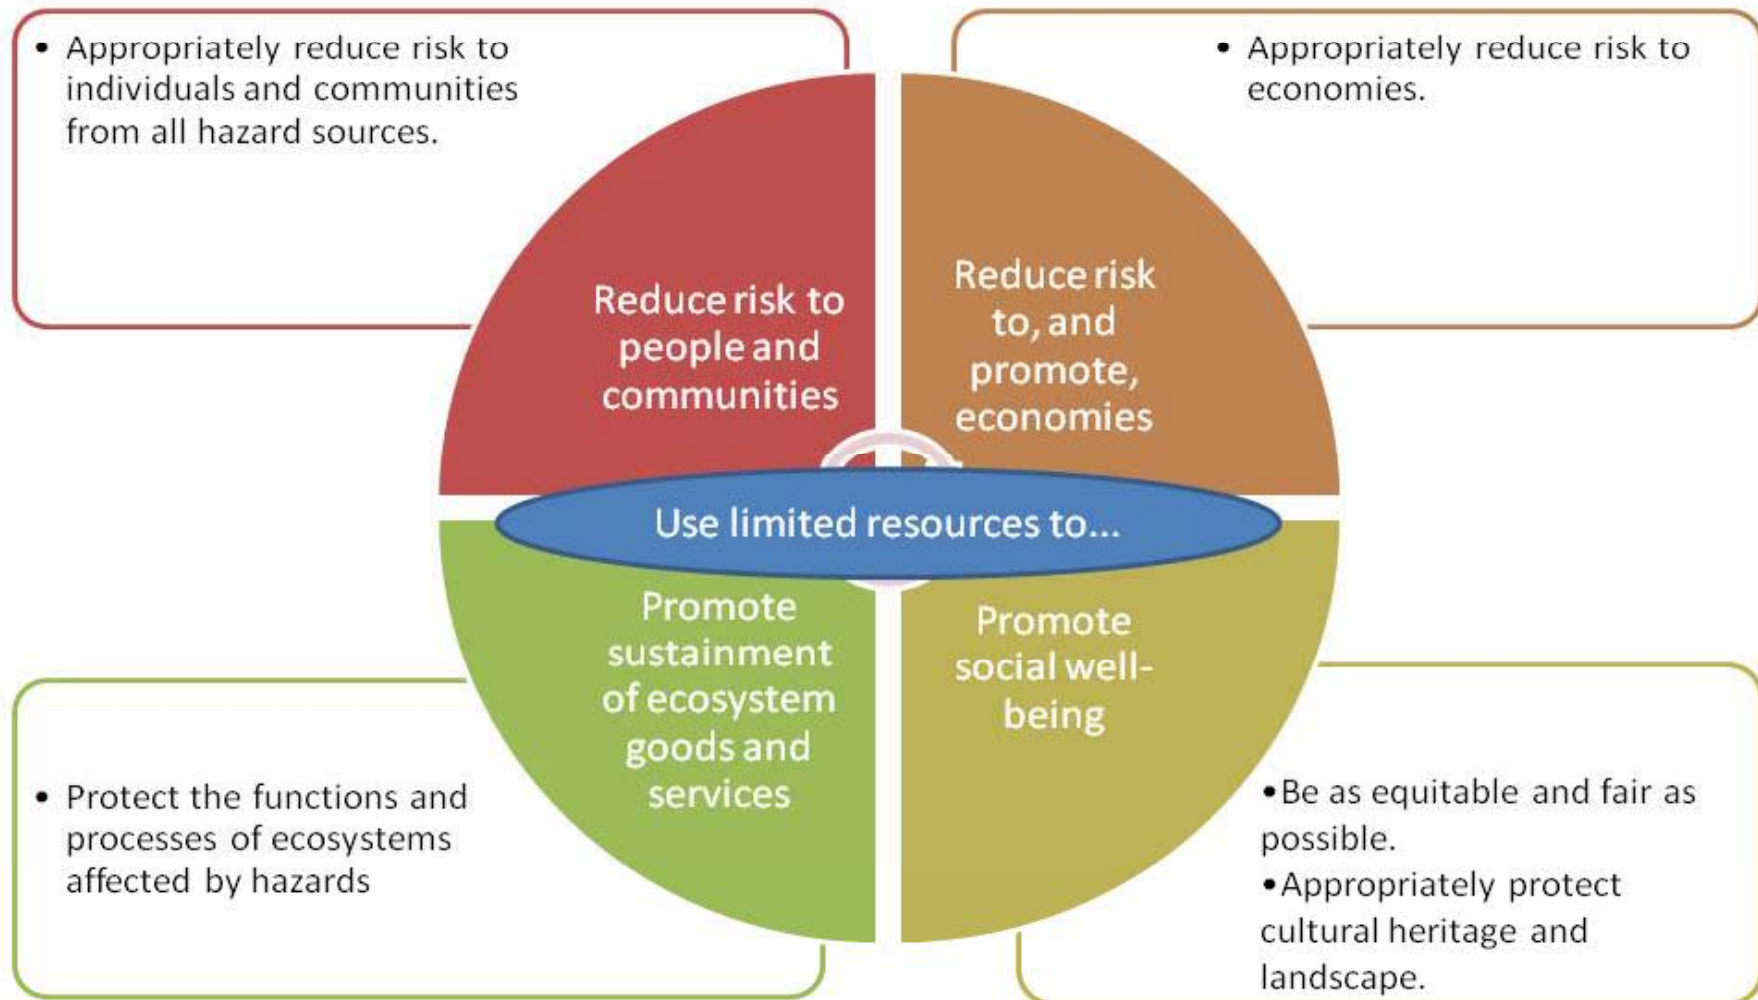 • Appropriately reduce risk to
individuals and communities
from all hazard sources.
• Appropriately reduce risk to
economies.
Reduce risk to
people and
communities
Reduce risk
to, and
promote,
economies
Use limited resources to...
Promote
sustainment
of ecosystem
goods and
services
Promote
social well-
being
• Protect the functions and
processes of ecosystems
affected by hazards
•Be as equitable and fair as
possible.
•Appropriately protect
cultural heritage and
landscape.